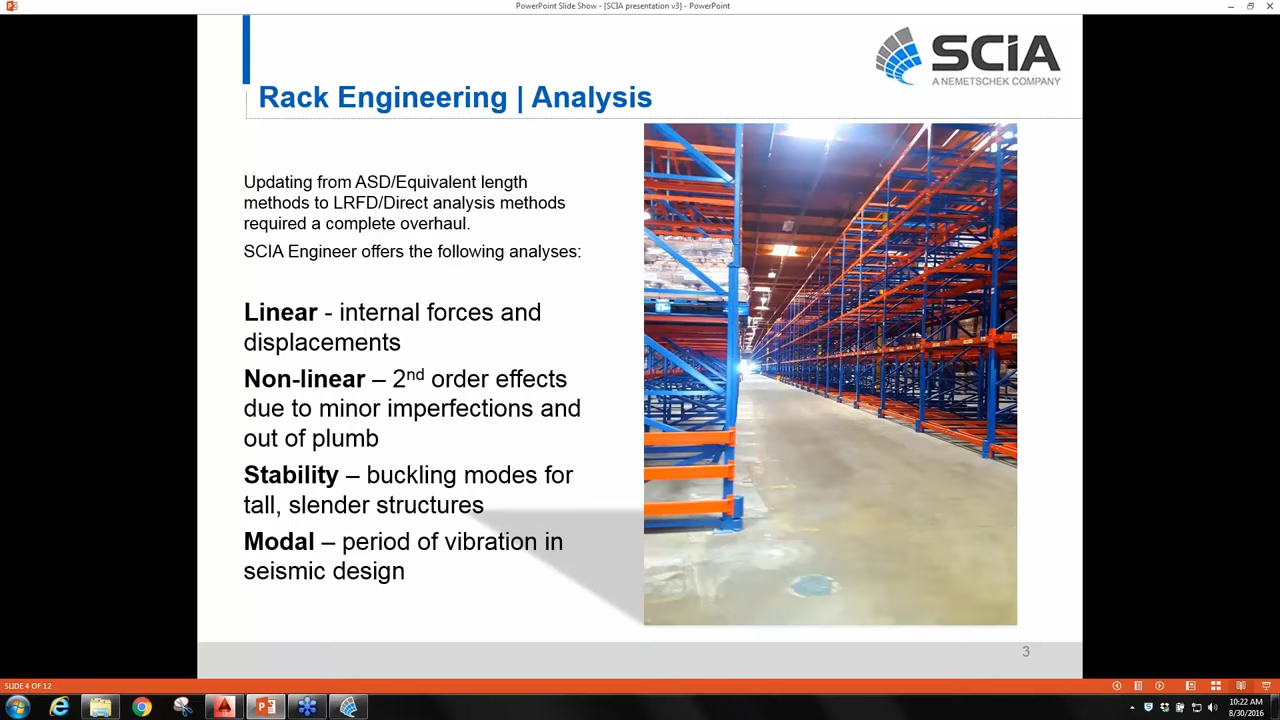 PowerPoint Slide Show - [SCIA presentation v3] - PowerPoint
SCIA
A NEMETSCHEK COMPANY
Rack Engineering | Analysis
Updating from ASD/Equivalent length
methods to LRFD/Direct analysis methods
required a complete overhaul.
SCIA Engineer offers the following analyses:
Linear - internal forces and
displacements
Non-linear – 2nd order effects
due to minor imperfections and
out of plumb
Stability – buckling modes for
tall, slender structures
Modal – period of vibration in
seismic design
3
SLIDE 4 OF 12
10:22 AM
8/30/2016